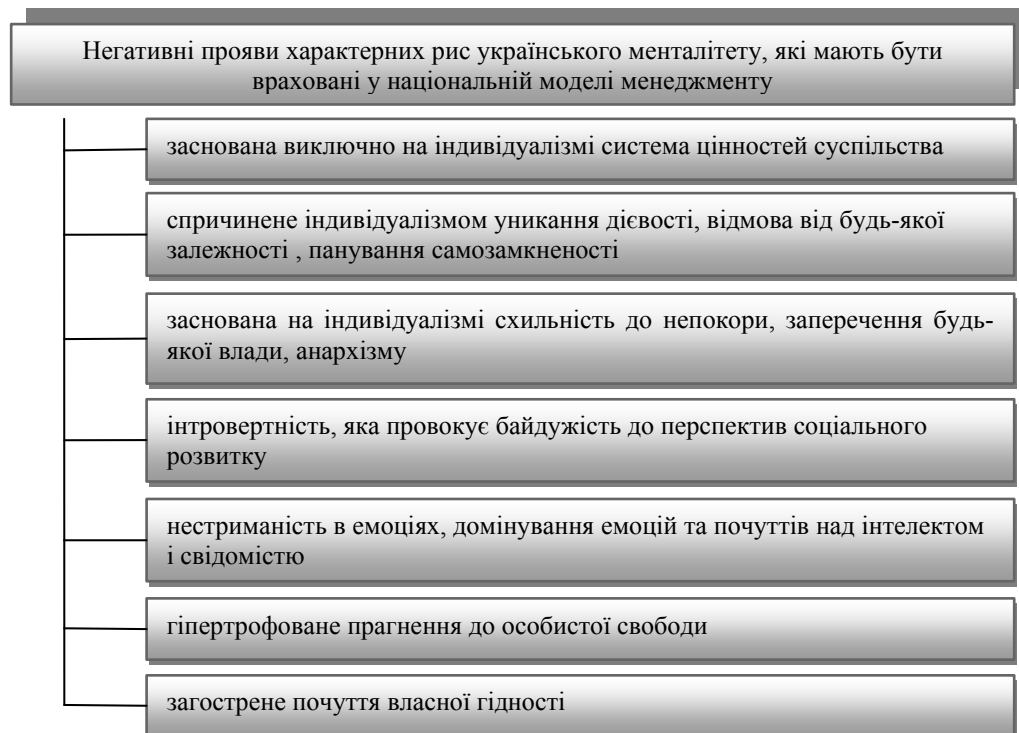 Негативні прояви характерних рис українського менталітету, які мають бути
враховані у національній моделі менеджменту
заснована виключно на індивідуалізмі система цінностей суспільства
спричинене індивідуалізмом уникання дієвості, відмова від будь-якої
залежності , панування самозамкненості
заснована на індивідуалізмі схильність до непокори, заперечення будь-
якої влади, анархізму
інтровертність, яка провокує байдужість до перспектив соціального
розвитку
нестриманість в емоціях, домінування емоцій та почуттів над інтелектом
і свідомістю
гіпертрофоване прагнення до особистої свободи
загострене почуття власної гідності